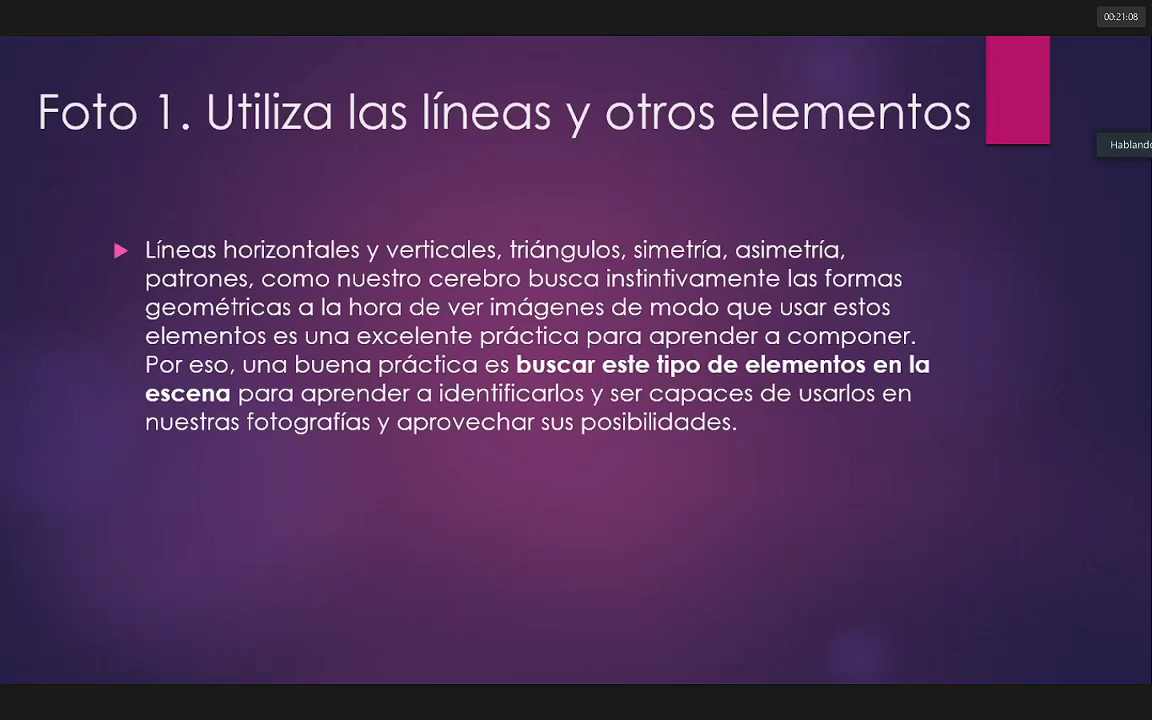 00:21:08
Foto 1. Utiliza las líneas y otros elementos
Hablando
Líneas horizontales y verticales, triángulos, simetría, asimetría,
patrones, como nuestro cerebro busca instintivamente las formas
geométricas a la hora de ver imágenes de modo que usar estos
elementos es una excelente práctica para aprender a componer.
Por eso, una buena práctica es buscar este tipo de elementos en la
escena para aprender a identificarlos y ser capaces de usarlos en
nuestras fotografías y aprovechar sus posibilidades.